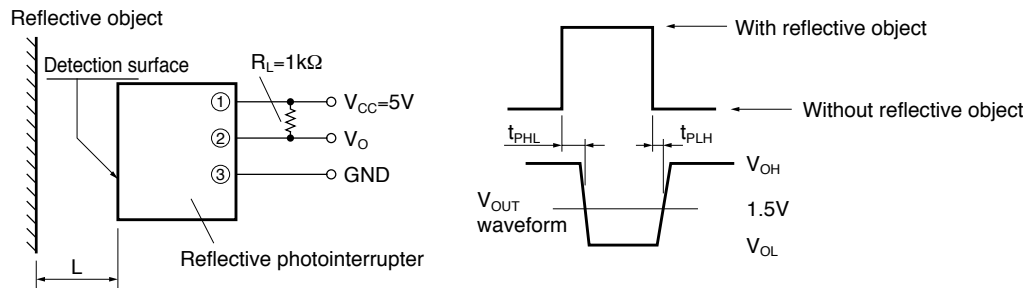 Reflective object
Detection surface
R_L=1kΩ
① V_CC=5V
② V_O
③ GND
Reflective photointerrupter
L
With reflective object
Without reflective object
t_PHL
t_PLH
V_OH
V_OUT
waveform
1.5V
V_OL